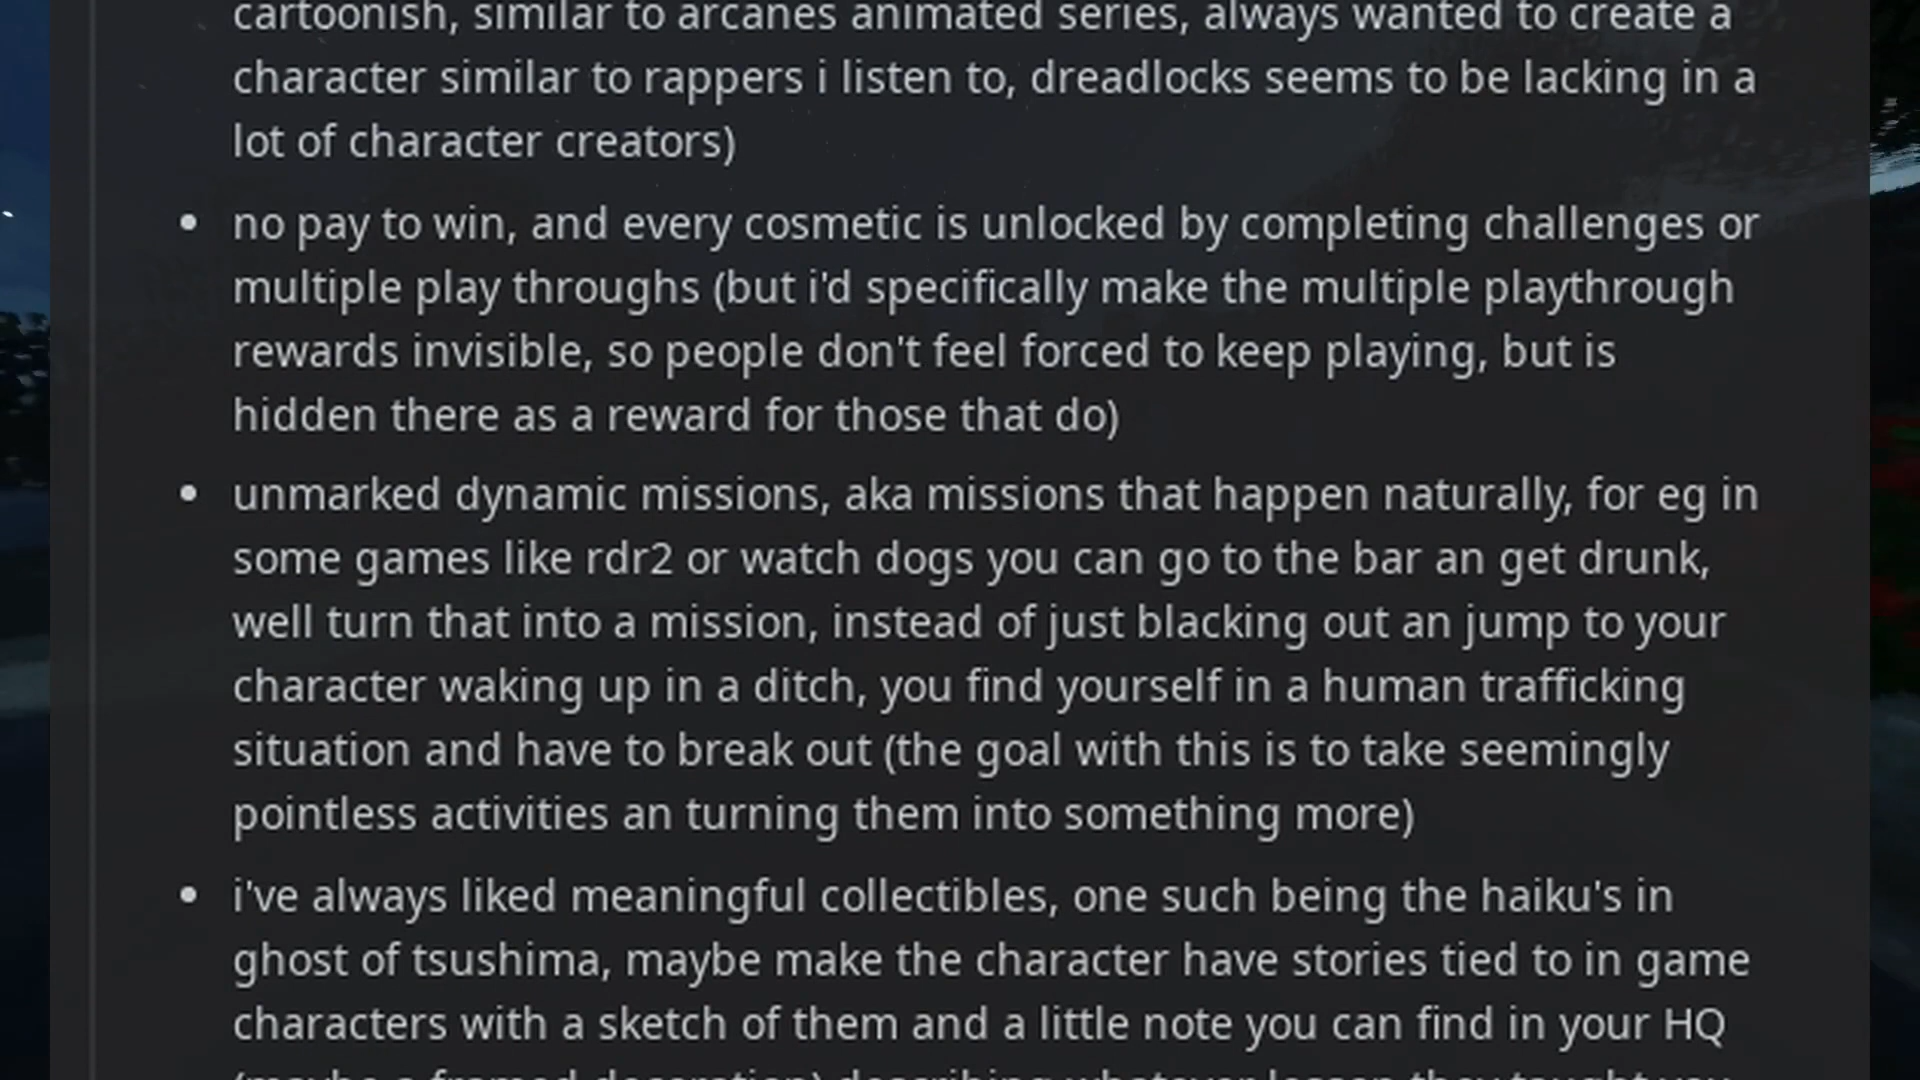 cartoonish, similar to arcanes animated series, always wanted to create a
character similar to rappers i listen to, dreadlocks seems to be lacking in a
lot of character creators)
• no pay to win, and every cosmetic is unlocked by completing challenges or
multiple play throughs (but i'd specifically make the multiple playthrough
rewards invisible, so people don't feel forced to keep playing, but is
hidden there as a reward for those that do)
• unmarked dynamic missions, aka missions that happen naturally, for eg in
some games like rdr2 or watch dogs you can go to the bar an get drunk,
well turn that into a mission, instead of just blacking out an jump to your
character waking up in a ditch, you find yourself in a human trafficking
situation and have to break out (the goal with this is to take seemingly
pointless activities an turning them into something more)
• i've always liked meaningful collectibles, one such being the haiku's in
ghost of tsushima, maybe make the character have stories tied to in game
characters with a sketch of them and a little note you can find in your HQ
(maybe a framed decoration) describing whatever lesson they taught you